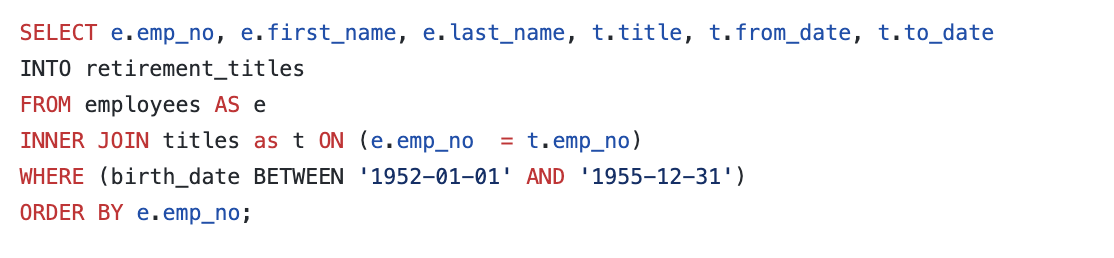 SELECT e.emp_no, e.first_name, e.last_name, t.title, t.from_date, t.to_date
INTO retirement_titles
FROM employees AS e
INNER JOIN titles as t ON (e.emp_no  = t.emp_no)
WHERE (birth_date BETWEEN '1952-01-01' AND '1955-12-31')
ORDER BY e.emp_no;